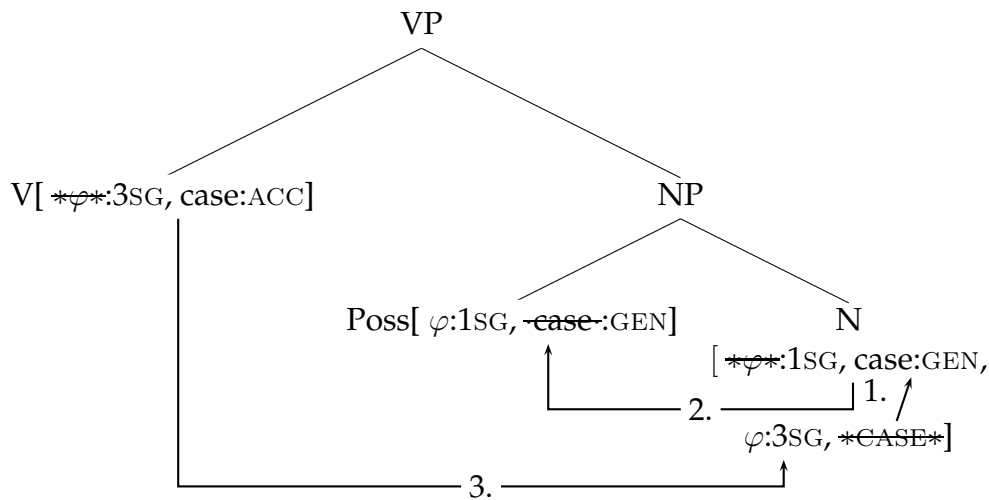 VP
V[ *φ*:3SG, case:ACC]
NP
Poss[ φ:1SG, case :GEN]
N
[ *φ*:1SG, case:GEN,
1.
2.
φ:3SG, *CASE*]
3.